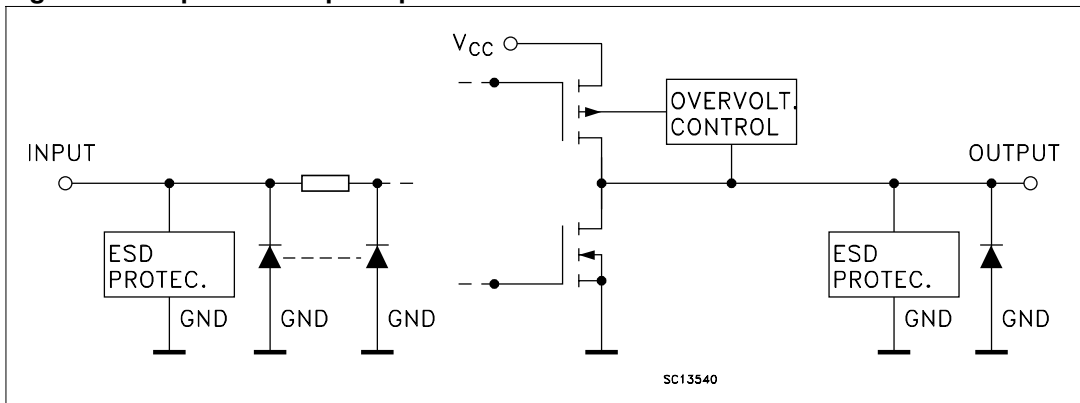 VCC
OVERVOLT.
CONTROL
INPUT
OUTPUT
ESD
PROTEC.
ESD
PROTEC.
GND
GND
GND
GND
GND
SC13540